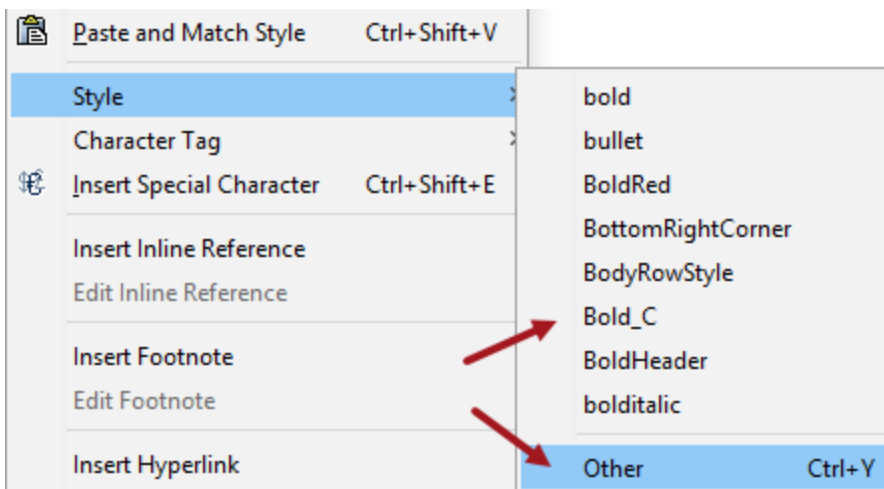 Paste and Match Style Ctrl+Shift+V
Style
Character Tag
Insert Special Character Ctrl+Shift+E
Insert Inline Reference
Edit Inline Reference
Insert Footnote
Edit Footnote
Insert Hyperlink
bold
bullet
BoldRed
BottomRightCorner
BodyRowStyle
Bold_C
BoldHeader
bolditalic
Other Ctrl+Y